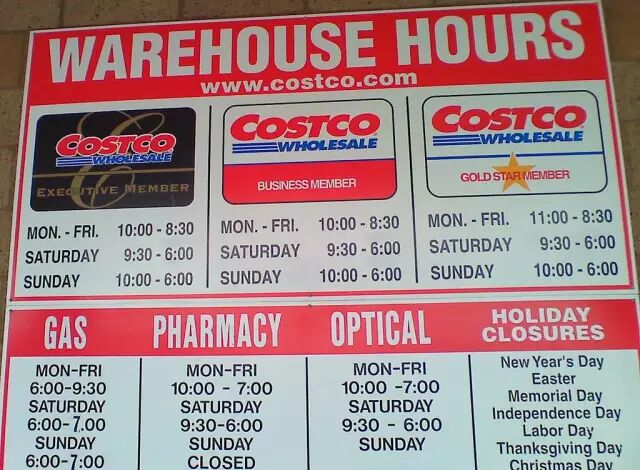 WAREHOUSE HOURS
www.costco.com
COSTCO
WHOLESALE
EXECUTIVE MEMBER
MON. - FRI. 10:00 - 8:30
SATURDAY 9:30 - 6:00
SUNDAY 10:00 - 6:00
COSTCO
WHOLESALE
BUSINESS MEMBER
MON. - FRI. 10:00 - 8:30
SATURDAY 9:30 - 6:00
SUNDAY 10:00 - 6:00
COSTCO
WHOLESALE
GOLD STAR MEMBER
MON. - FRI. 11:00 - 8:30
SATURDAY 9:30 - 6:00
SUNDAY 10:00 - 6:00
GAS
MON-FRI
6:00-9:30
SATURDAY
6:00-7.00
SUNDAY
6:00-7:00
PHARMACY
MON-FRI
10:00 - 7:00
SATURDAY
9:30-6:00
SUNDAY
CLOSED
OPTICAL
MON-FRI
10:00 -7:00
SATURDAY
9:30 - 6:00
SUNDAY
HOLIDAY
CLOSURES
New Year's Day
Easter
Memorial Day
Independence Day
Labor Day
Thanksgiving Day
Christmas Day